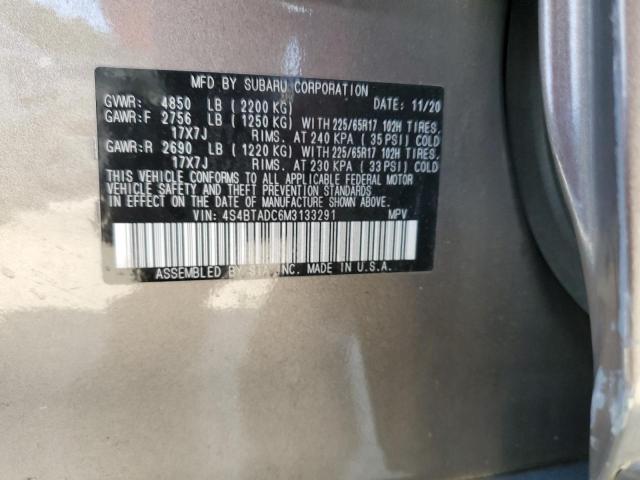 MFD BY SUBARU CORPORATION
GVWR: 4850 LB (2200 KG) DATE: 11/20
GAWR:F 2756 LB (1250 KG) WITH 225/65R17 102H TIRES,
17X7J RIMS, AT 240 KPA (35 PSI) COLD
GAWR:R 2690 LB (1220 KG) WITH 225/65R17 102H TIRES,
17X7J RIMS, AT 230 KPA (33 PSI) COLD
THIS VEHICLE CONFORMS TO ALL APPLICABLE FEDERAL MOTOR
VEHICLE SAFETY AND THEFT PREVENTION STANDARDS
IN EFFECT ON THE DATE OF MANUFACTURE SHOWN ABOVE.
VIN: 4S4BTADC6M3133291 MPV
ASSEMBLED BY SIA, INC. MADE IN U.S.A.